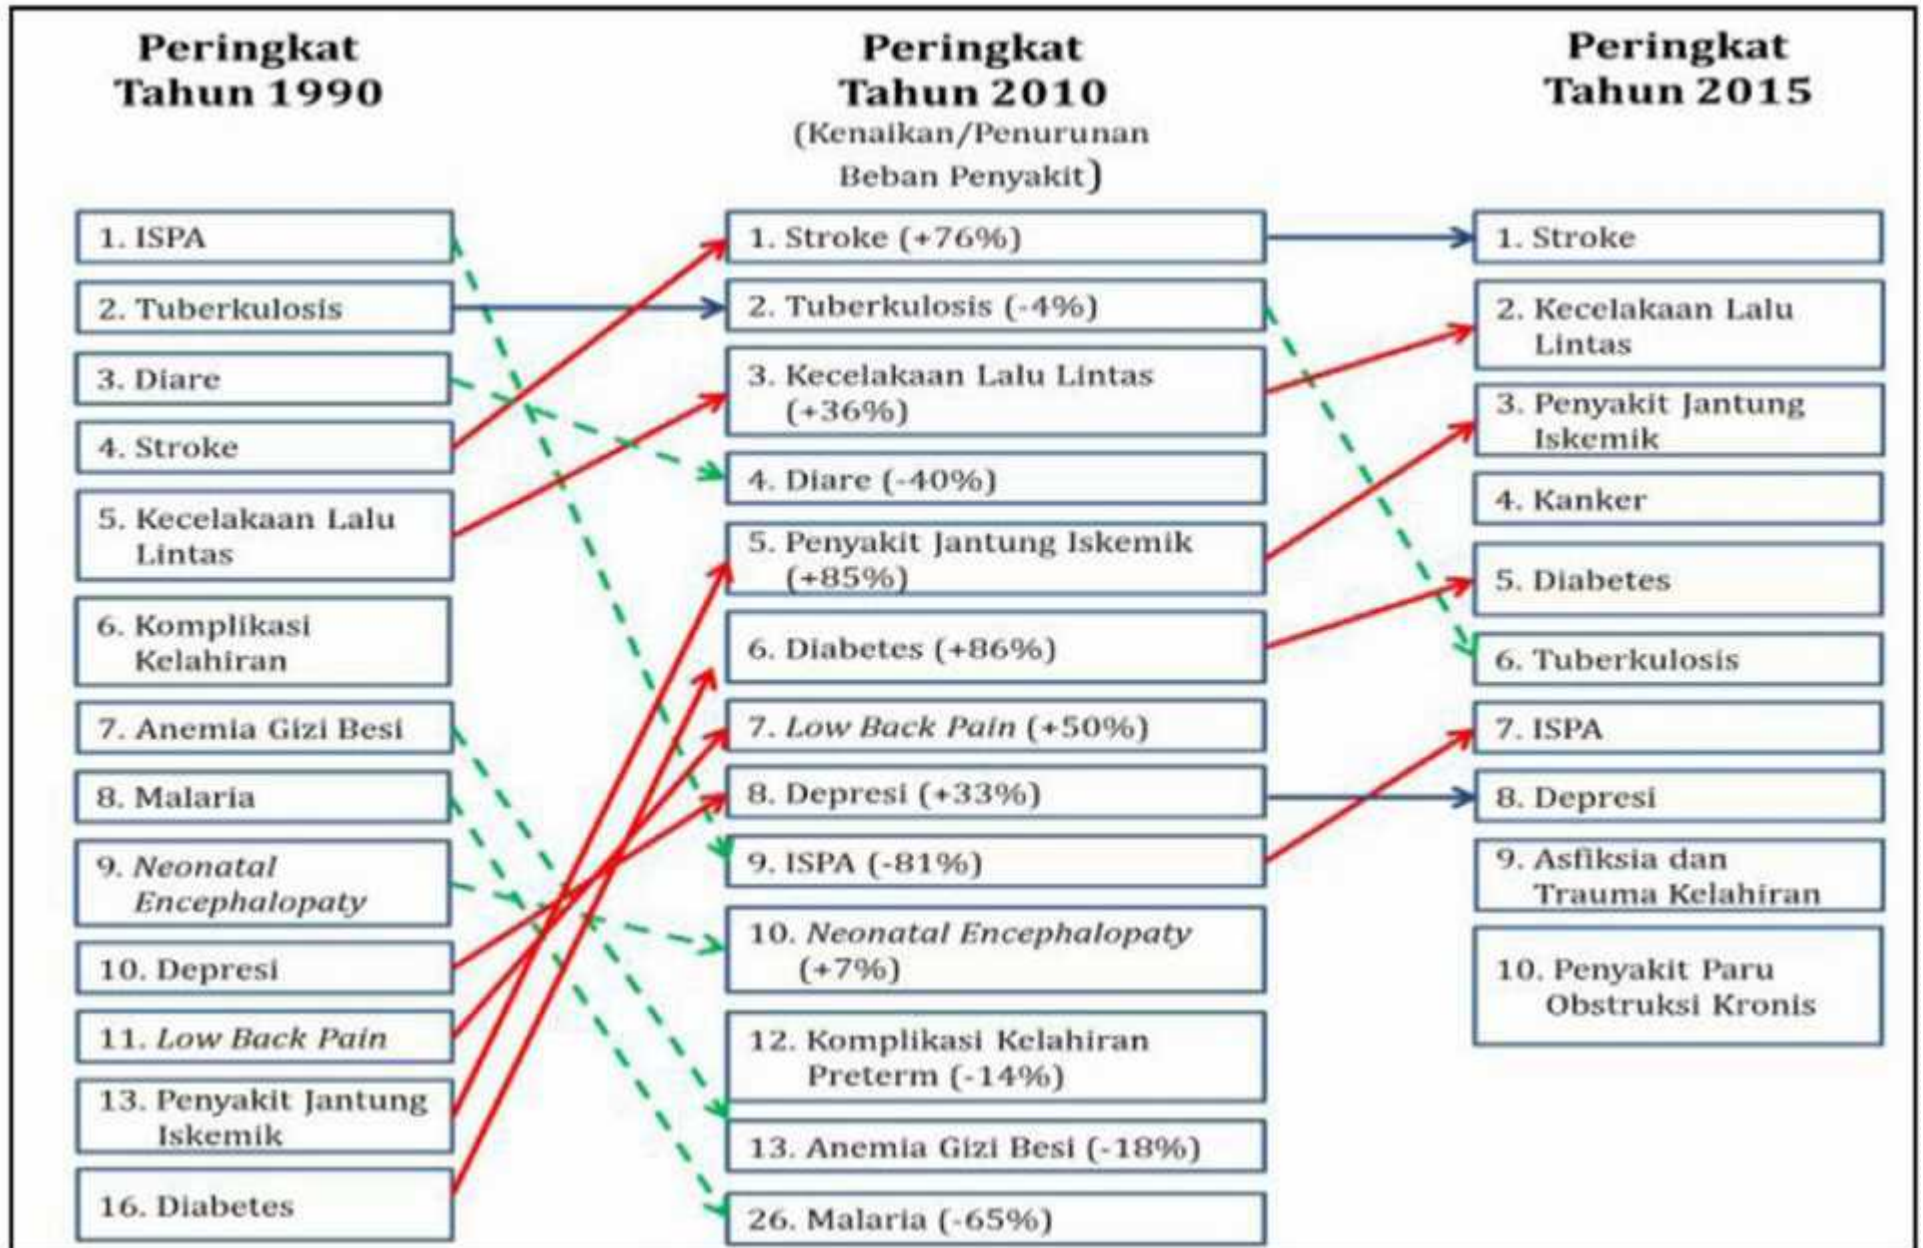 Peringkat
Tahun 1990
1. ISPA
2. Tuberkulosis
3. Diare
4. Stroke
5. Kecelakaan Lalu
Lintas
6. Komplikasi
Kelahiran
7. Anemia Gizi Besi
8. Malaria
9. Neonatal
Encephalopaty
10. Depresi
11. Low Back Pain
13. Penyakit Jantung
Iskemik
16. Diabetes
Peringkat
Tahun 2010
(Kenaikan/Penurunan
Beban Penyakit)
1. Stroke (+76%)
2. Tuberkulosis (-4%)
3. Kecelakaan Lalu Lintas
(+36%)
4. Diare (-40%)
5. Penyakit Jantung Iskemik
(+85%)
6. Diabetes (+86%)
7. Low Back Pain (+50%)
8. Depresi (+33%)
9. ISPA (-81%)
10. Neonatal Encephalopaty
(+7%)
12. Komplikasi Kelahiran
Preterm (-14%)
13. Anemia Gizi Besi (-18%)
26. Malaria (-65%)
Peringkat
Tahun 2015
1. Stroke
2. Kecelakaan Lalu
Lintas
3. Penyakit Jantung
Iskemik
4. Kanker
5. Diabetes
6. Tuberkulosis
7. ISPA
8. Depresi
9. Asfiksia dan
Trauma Kelahiran
10. Penyakit Paru
Obstruksi Kronis